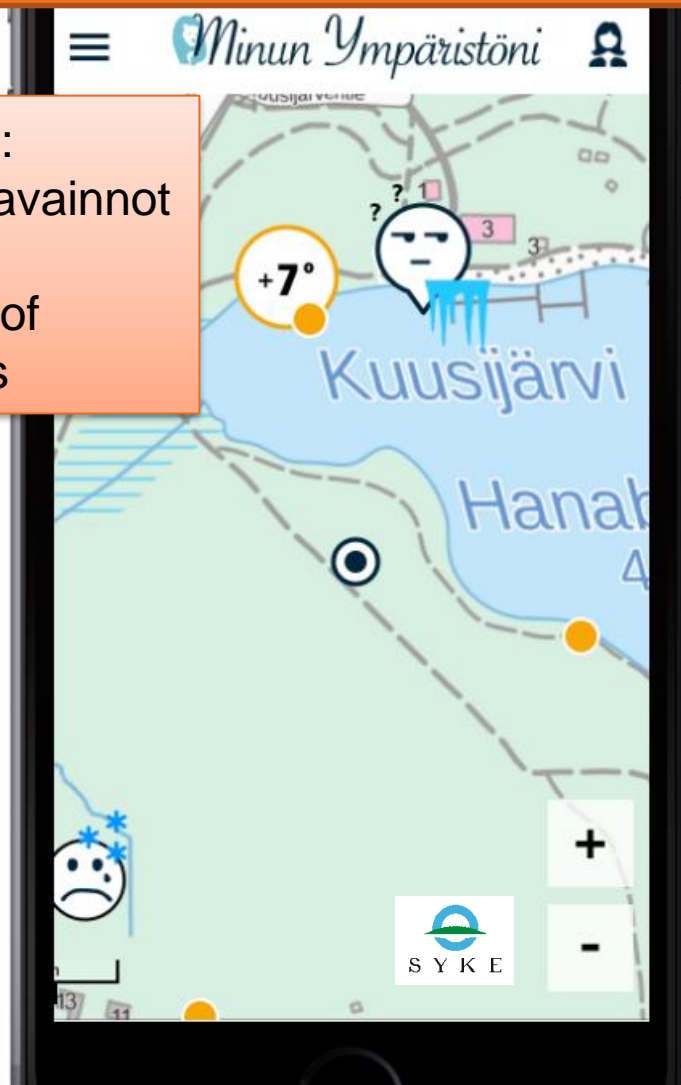 Minun Ympäristöni
:
avainnot
of
s
? ? 1
3
3
+7°
Kuusijärvi
Hanab
4
+
-
SYKE
13
11